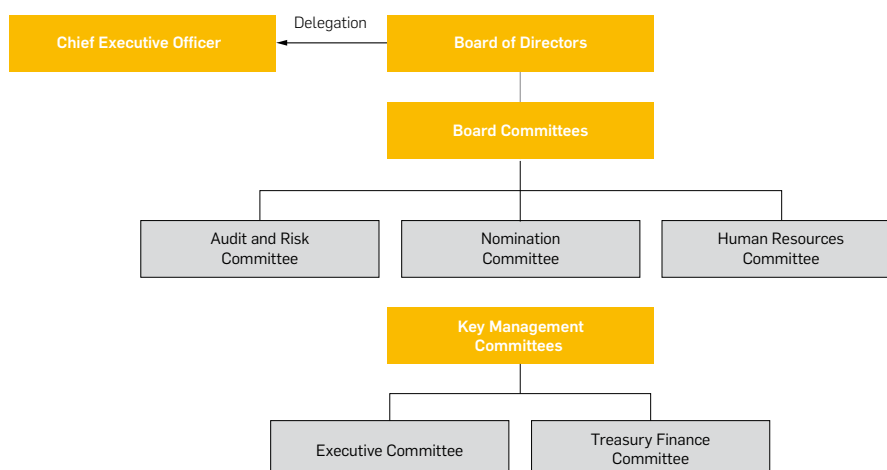 Delegation
Chief Executive Officer
Board of Directors
Board Committees
Audit and Risk
Committee
Nomination
Committee
Human Resources
Committee
Key Management
Committees
Executive Committee
Treasury Finance
Committee